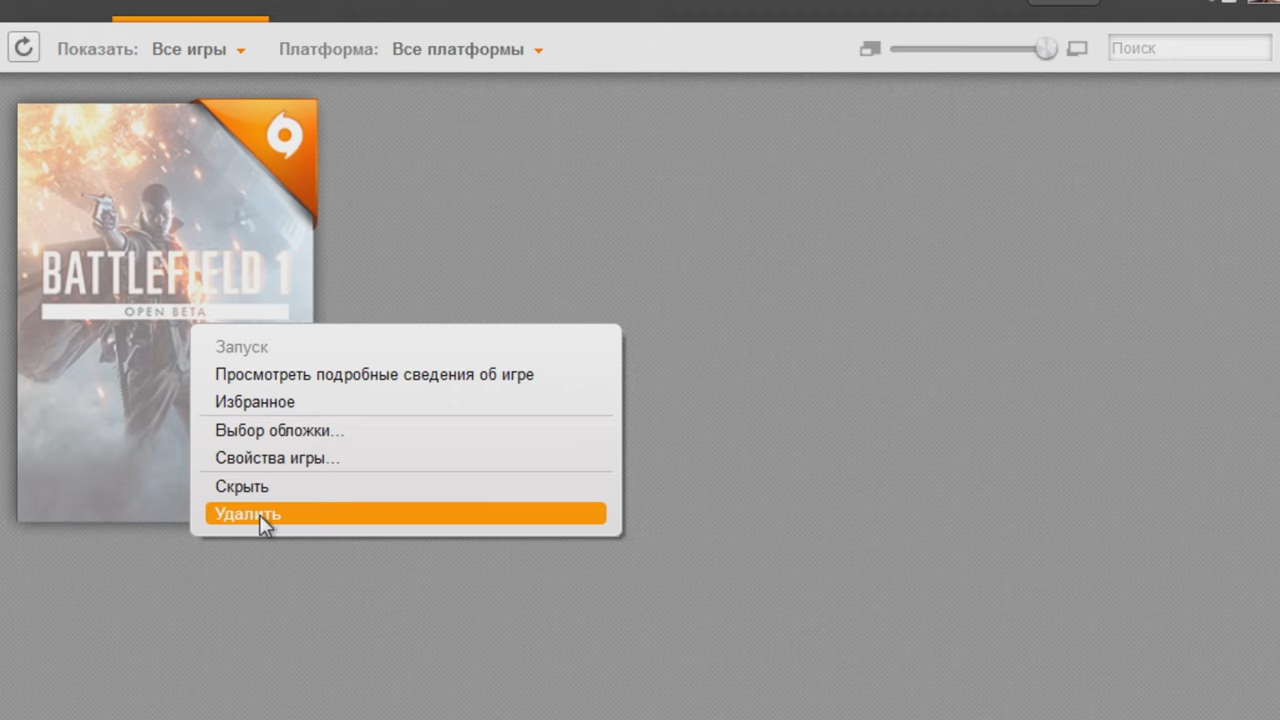 Показать: Все игры Платформа: Все платформы Поиск
BATTLEFIELD 1
OPEN BETA
Запуск
Просмотреть подробные сведения об игре
Избранное
Выбор обложки...
Свойства игры...
Скрыть
Удалить